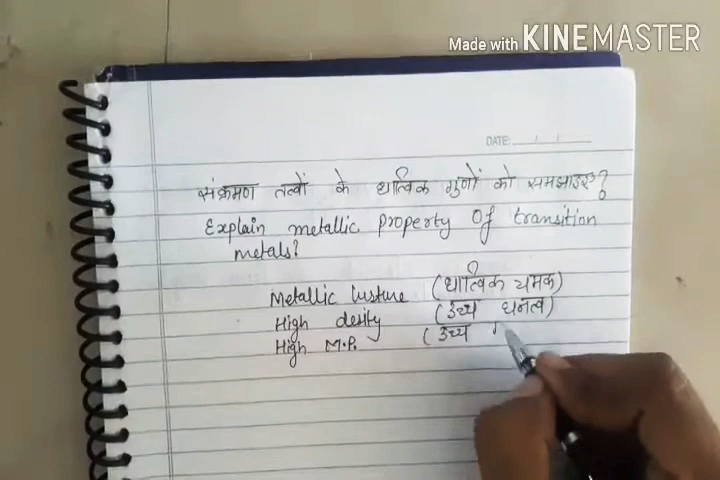 Made with KINEMASTER
DATE:
संक्रमण तत्वों के धात्विक गुणों को समझाइए?
Explain metallic property of transition
metals?
Metallic lusture (धात्विक चमक)
High desity (उच्च घनत्व)
High M.P. (उच्च